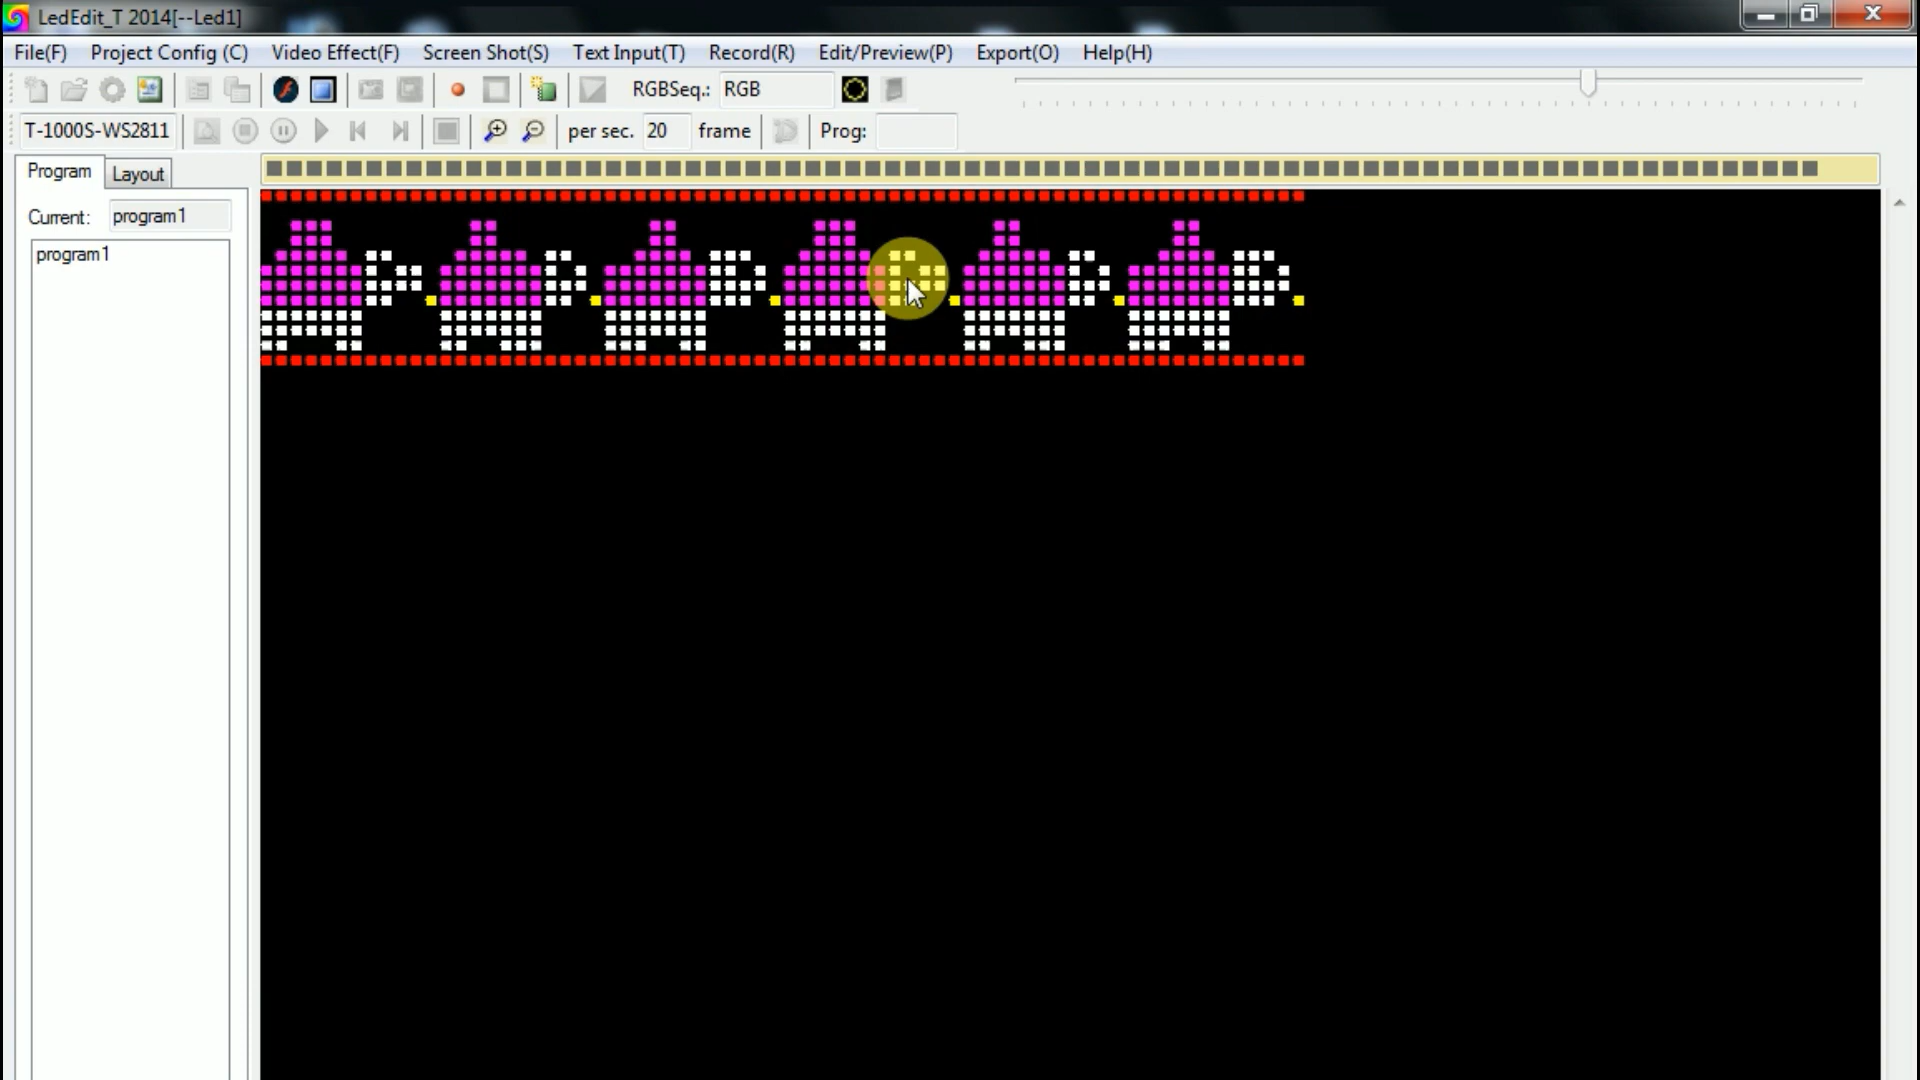 LedEdit_T 2014[--Led1]
File(F) Project Config (C) Video Effect(F) Screen Shot(S) Text Input(T) Record(R) Edit/Preview(P) Export(O) Help(H)
RGBSeq.: RGB
T-1000S-WS2811 per sec. 20 frame Prog:
Program Layout
Current: program1
program1